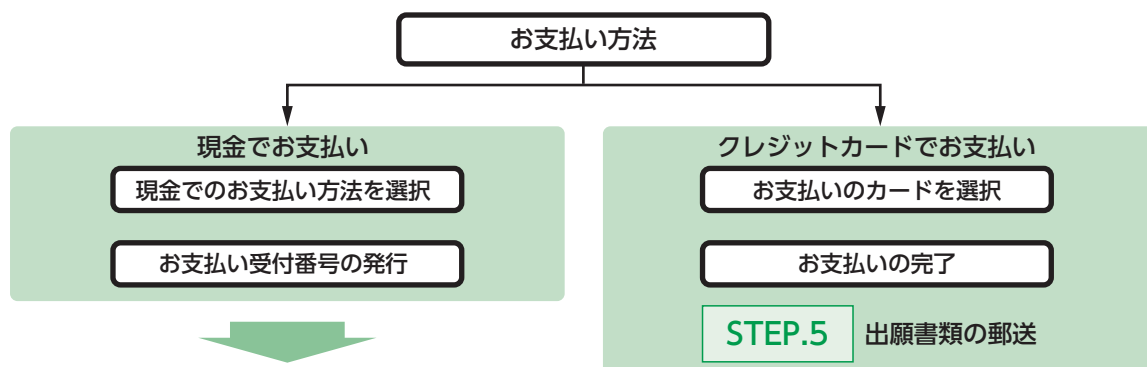 お支払い方法
現金でお支払い
現金でのお支払い方法を選択
お支払い受付番号の発行
クレジットカードでお支払い
お支払いのカードを選択
お支払いの完了
STEP.5 出願書類の郵送